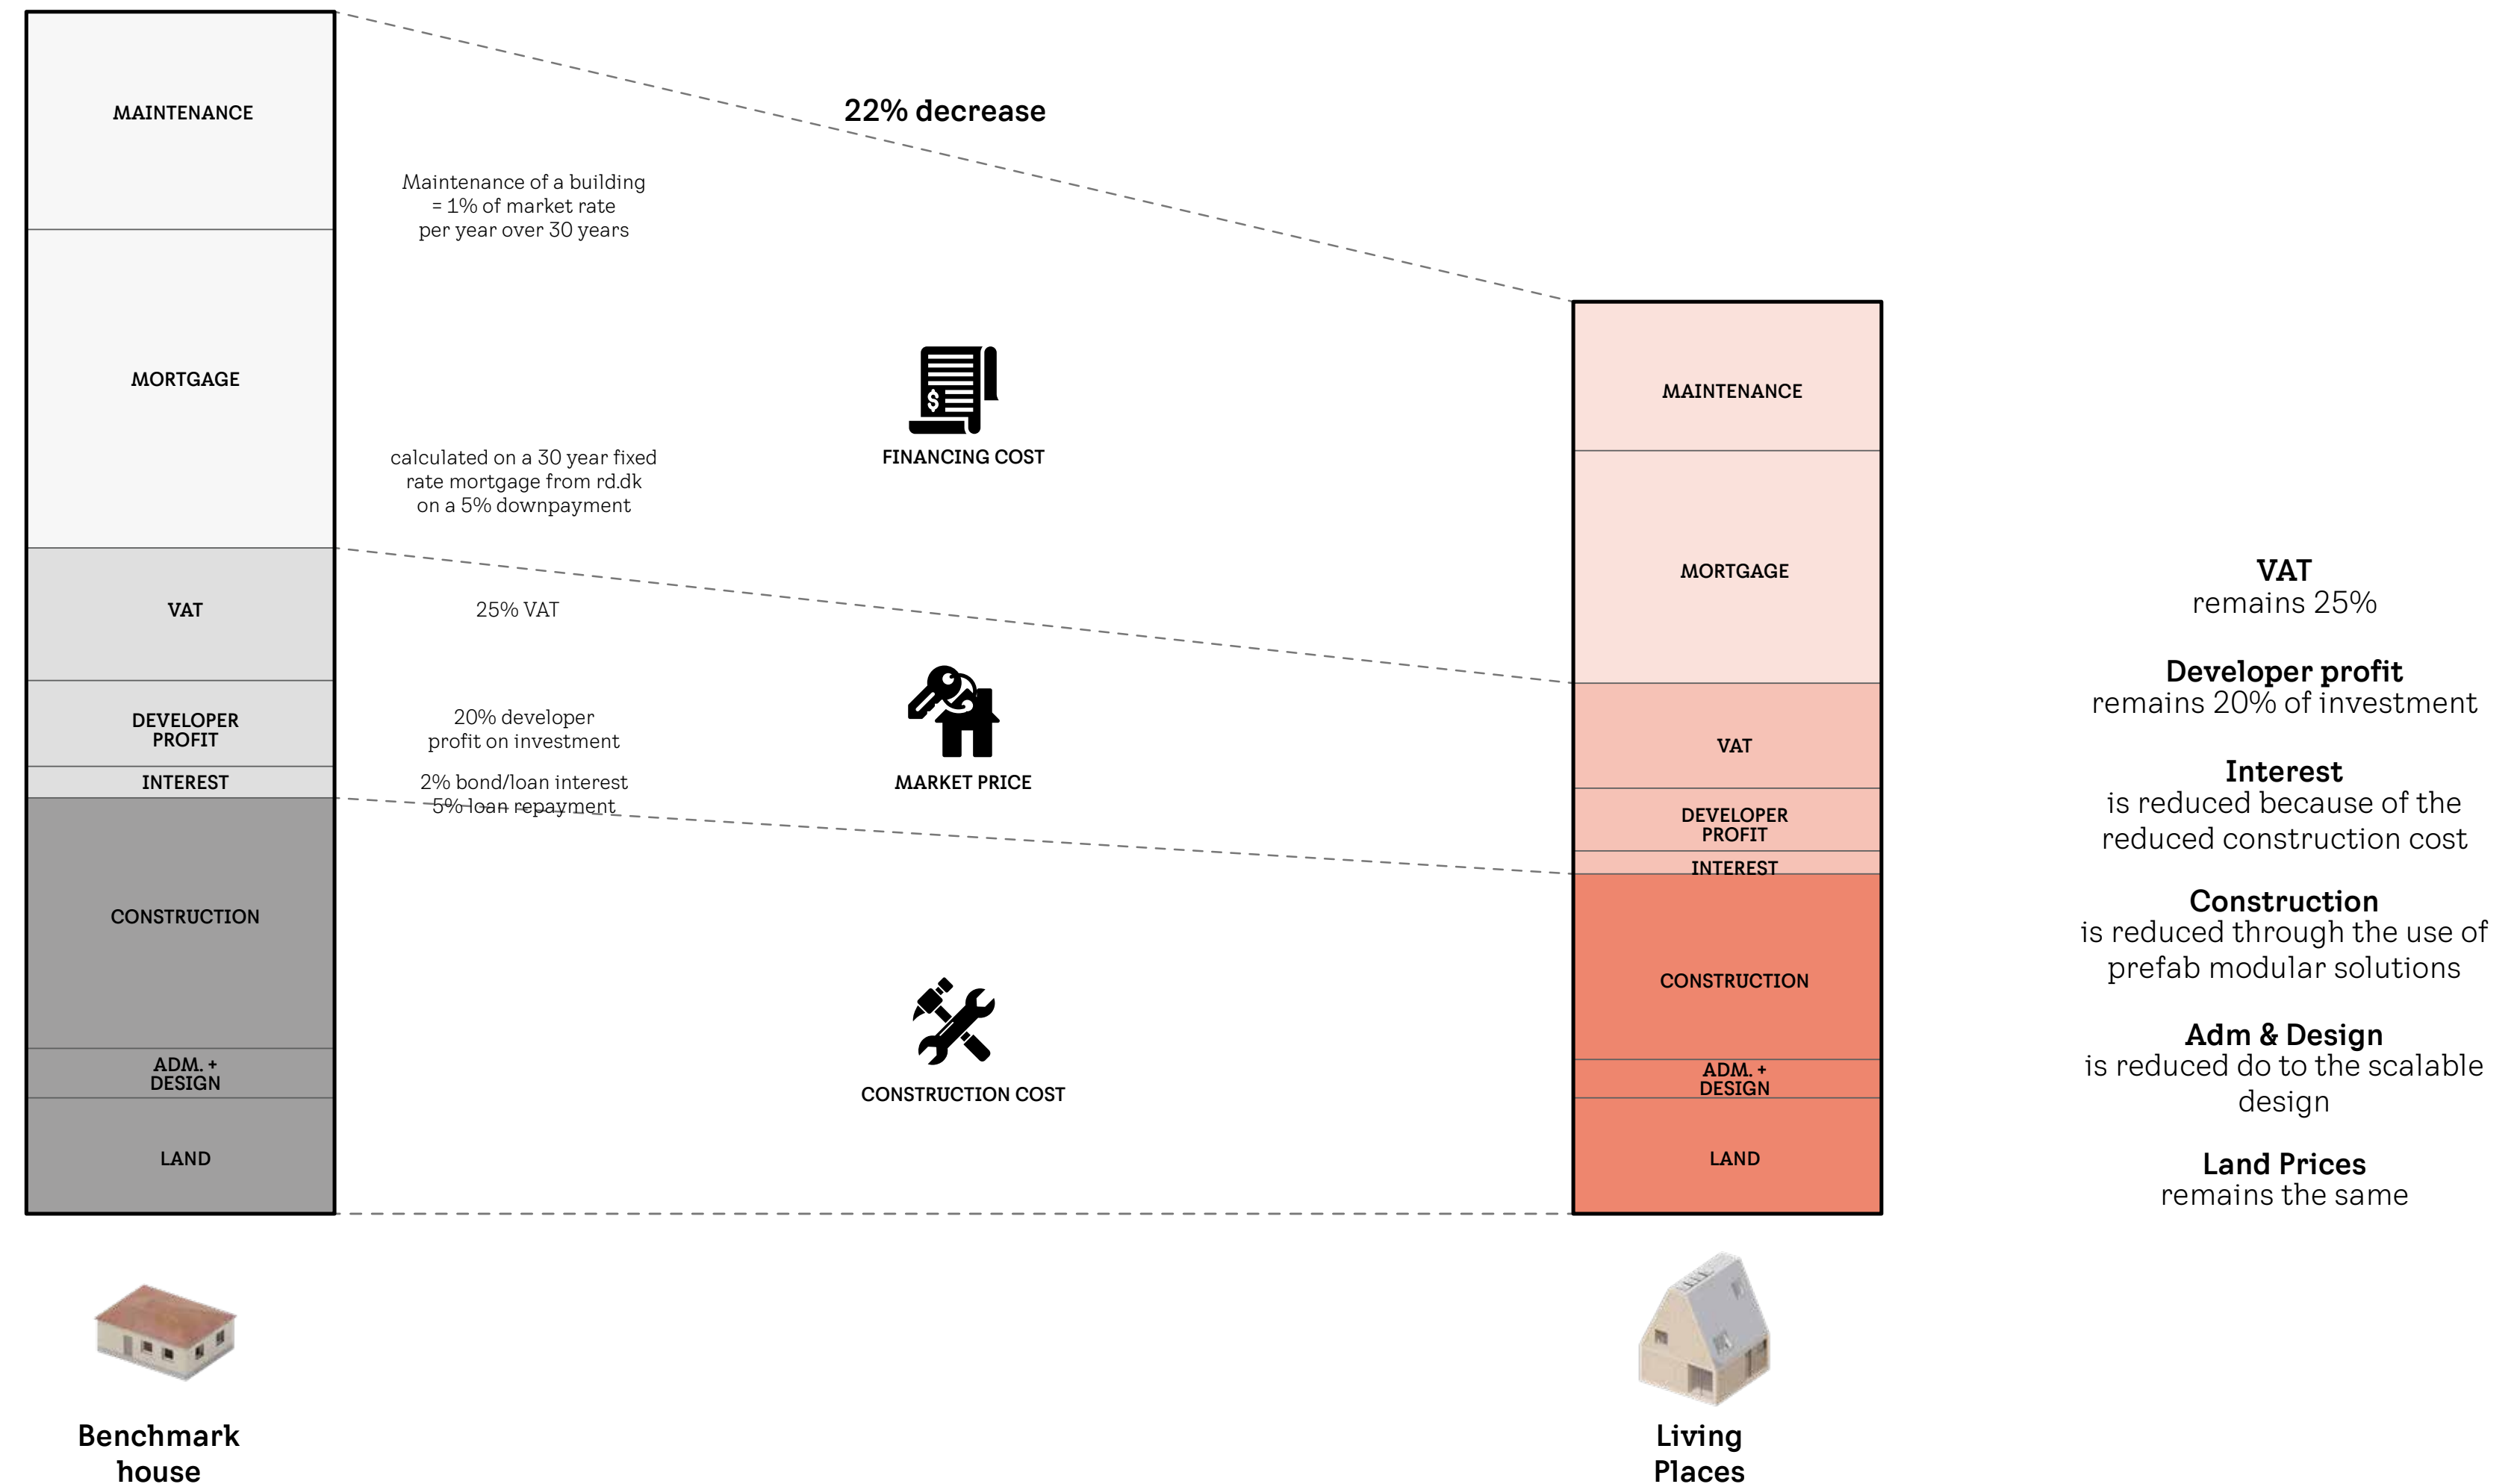 22% decrease
MAINTENANCE
Maintenance of a building
= 1% of market rate
per year over 30 years
MORTGAGE
calculated on a 30 year fixed
rate mortgage from rd.dk
on a 5% downpayment
VAT
25% VAT
DEVELOPER
PROFIT
20% developer
profit on investment
INTEREST
2% bond/loan interest
5% loan repayment
CONSTRUCTION
ADM. +
DESIGN
LAND
Benchmark
house
$
FINANCING COST
MARKET PRICE
CONSTRUCTION COST
MAINTENANCE
MORTGAGE
VAT
DEVELOPER
PROFIT
INTEREST
CONSTRUCTION
ADM. +
DESIGN
LAND
Living
Places
VAT
remains 25%
Developer profit
remains 20% of investment
Interest
is reduced because of the
reduced construction cost
Construction
is reduced through the use of
prefab modular solutions
Adm & Design
is reduced do to the scalable
design
Land Prices
remains the same